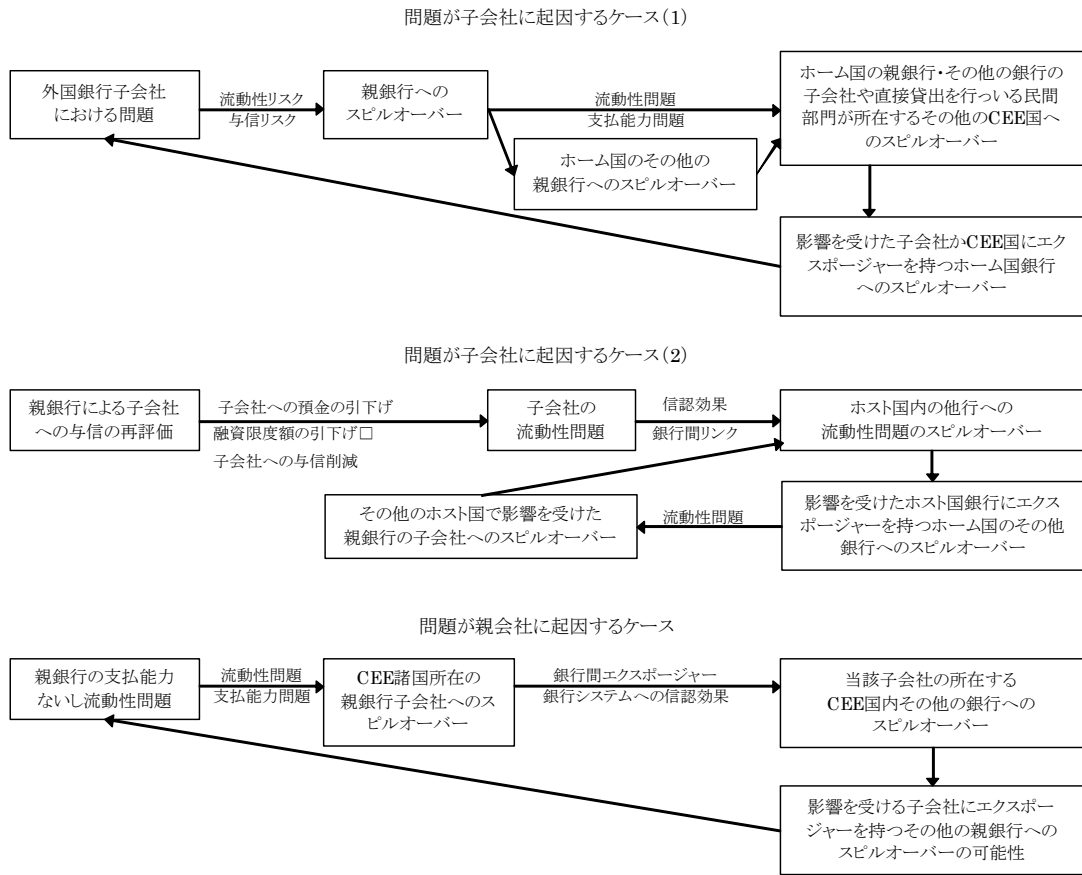 問題が子会社に起因するケース(1)
外国銀行子会社
における問題
流動性リスク
与信リスク
親銀行への
スピルオーバー
流動性問題
支払能力問題
ホーム国のその他の
親銀行へのスピルオーバー
ホーム国の親銀行・その他の銀行の
子会社や直接貸出を行っいる民間
部門が所在するその他のCEE国へ
のスピルオーバー
影響を受けた子会社かCEE国にエク
スポージャーを持つホーム国銀行
へのスピルオーバー
問題が子会社に起因するケース(2)
親銀行による子会社
への与信の再評価
子会社への預金の引下げ
融資限度額の引下げ□
子会社への与信削減
子会社の
流動性問題
信認効果
銀行間リンク
ホスト国内の他行への
流動性問題のスピルオーバー
影響を受けたホスト国銀行にエクス
ポージャーを持つホーム国のその他
銀行へのスピルオーバー
流動性問題
その他のホスト国で影響を受けた
親銀行の子会社へのスピルオーバー
問題が親会社に起因するケース
親銀行の支払能力
ないし流動性問題
流動性問題
支払能力問題
CEE諸国所在の
親銀行子会社へのス
ピルオーバー
銀行間エクスポージャー
銀行システムへの信認効果
当該子会社の所在する
CEE国内その他の銀行への
スピルオーバー
影響を受ける子会社にエクスポー
ジャーを持つその他の親銀行への
スピルオーバーの可能性